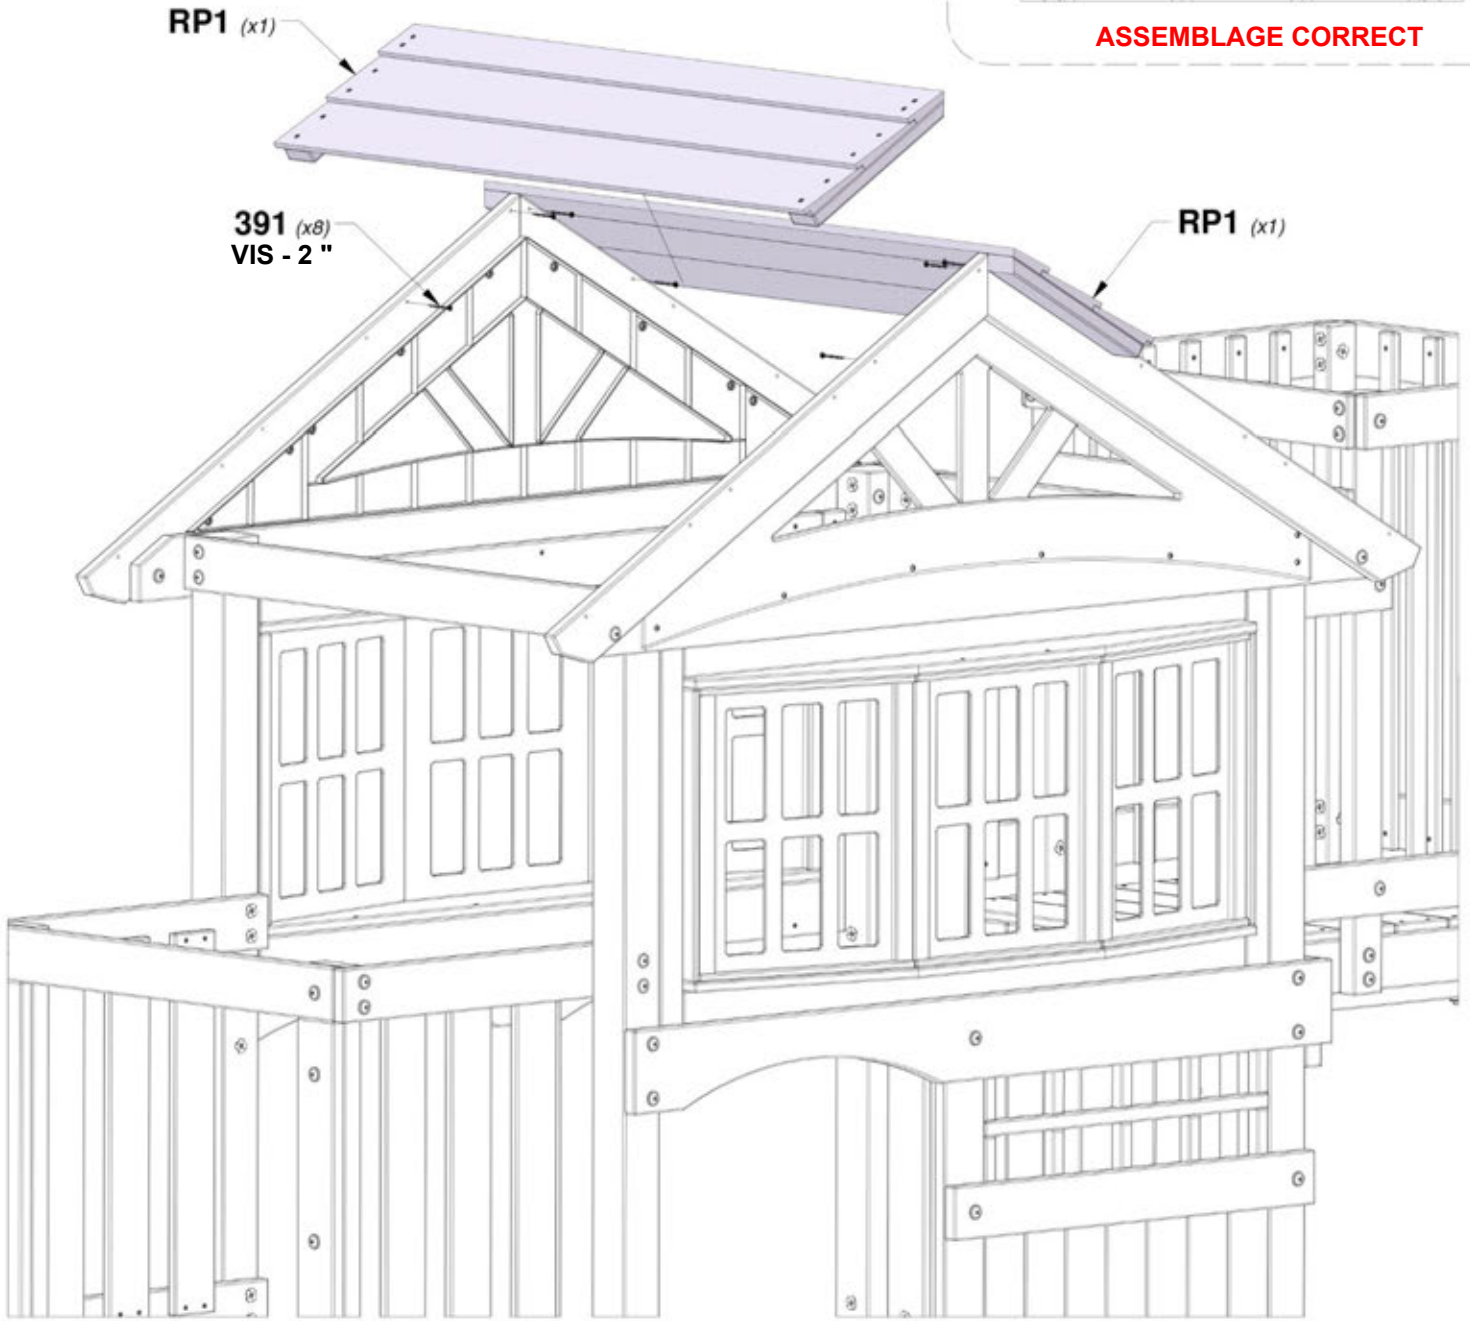 RP1 (x1)
ASSEMBLAGE CORRECT
391 (x8)
VIS - 2 "
RP1 (x1)